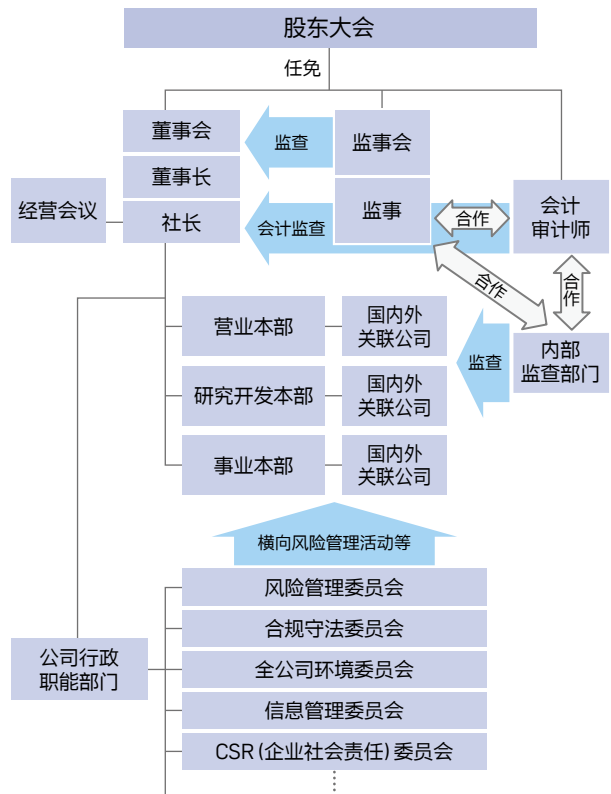 股东大会
任免
董事会
监查
监事会
董事长
经营会议
社长
会计监查
监事
合作
会计
审计师
合作
合作
营业本部
国内外
关联公司
监查
内部
监查部门
研究开发本部
国内外
关联公司
事业本部
国内外
关联公司
横向风险管理活动等
风险管理委员会
合规守法委员会
公司行政
职能部门
全公司环境委员会
信息管理委员会
CSR (企业社会责任) 委员会